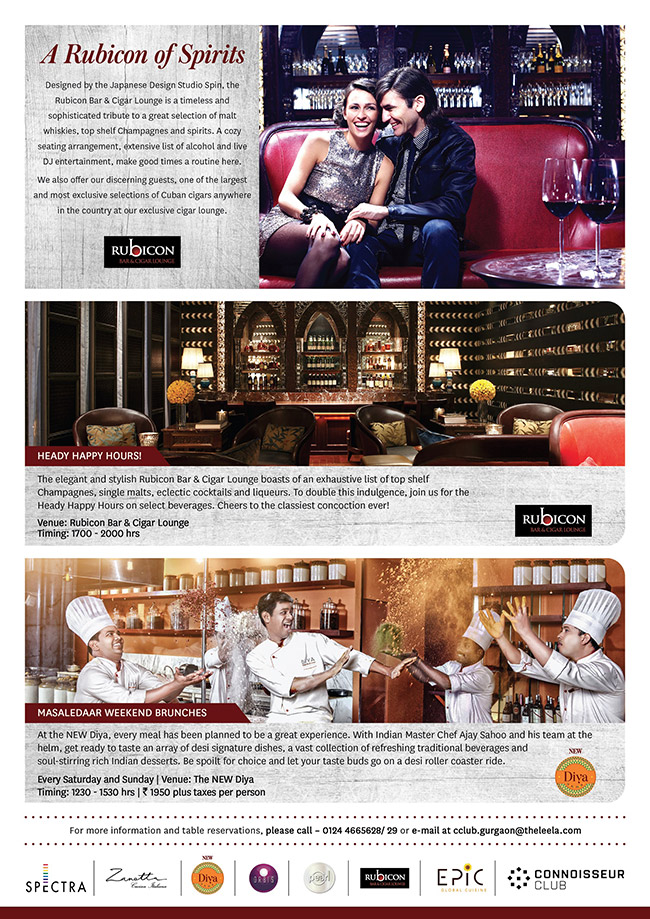 A Rubicon of Spirits
Designed by the Japanese Design Studio Spin, the
Rubicon Bar & Cigar Lounge is a timeless and
sophisticated tribute to a great selection of malt
whiskies, top shelf Champagnes and spirits. A cozy
seating arrangement, extensive list of alcohol and live
DJ entertainment, make good times a routine here.
We also offer our discerning guests, one of the largest
and most exclusive selections of Cuban cigars anywhere
in the country at our exclusive cigar lounge.
RUbICON
BAR & CIGAR LOUNGE
HEADY HAPPY HOURS!
The elegant and stylish Rubicon Bar & Cigar Lounge boasts of an exhaustive list of top shelf
Champagnes, single malts, eclectic cocktails and liqueurs. To double this indulgence, join us for the
Heady Happy Hours on select beverages. Cheers to the classiest concoction ever!
Venue: Rubicon Bar & Cigar Lounge
Timing: 1700 - 2000 hrs
RUbICON
BAR & CIGAR LOUNGE
DIYA
MASALEDAAR WEEKEND BRUNCHES
At the NEW Diya, every meal has been planned to be a great experience. With Indian Master Chef Ajay Sahoo and his team at the
helm, get ready to taste an array of desi signature dishes, a vast collection of refreshing traditional beverages and
soul-stirring rich Indian desserts. Be spoilt for choice and let your taste buds go on a desi roller coaster ride.
Every Saturday and Sunday | Venue: The NEW Diya
Timing: 1230 - 1530 hrs | ₹ 1950 plus taxes per person
NEW
Diya
For more information and table reservations, please call – 0124 4665628/ 29 or e-mail at cclub.gurgaon@theleela.com
SPECTRA
Zanotta
Cucina Italiana
NEW
Diya
ORBIS
pearl
RUbICON
BAR & CIGAR LOUNGE
EPiC
GLOBAL CUISINE
CONNOISSEUR
CLUB